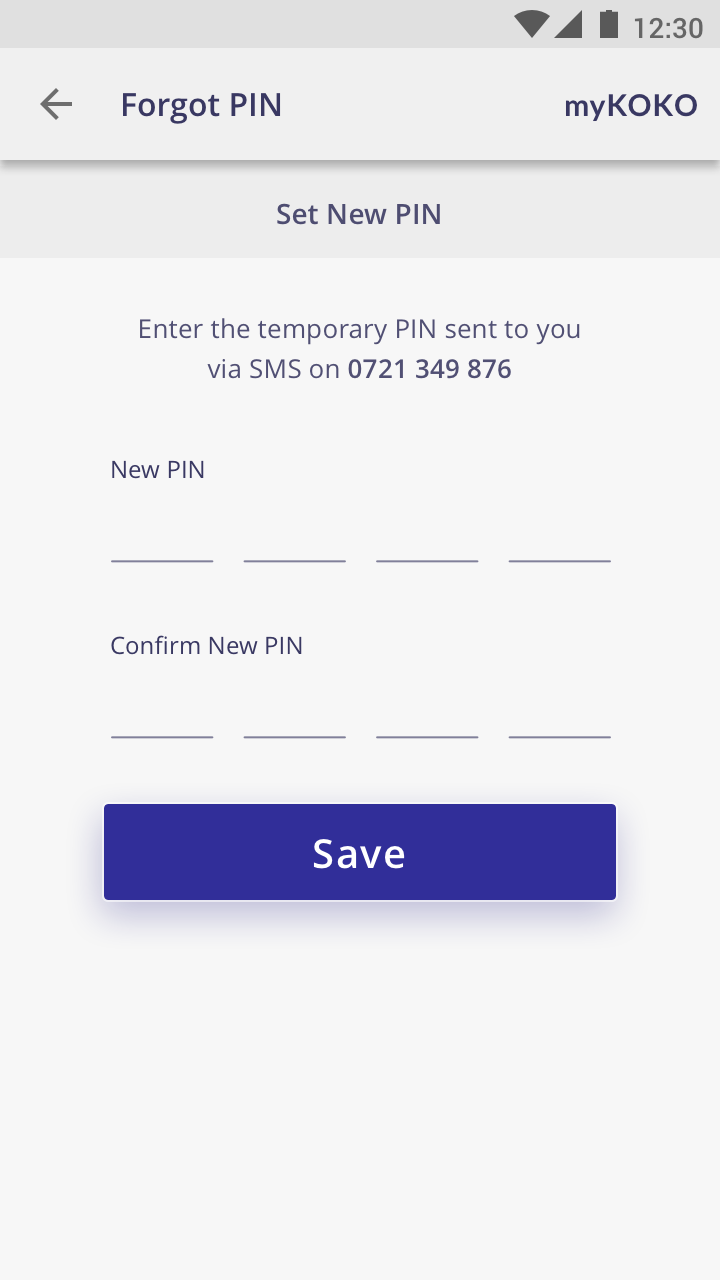 12:30
Forgot PIN
myKOKO
Set New PIN
Enter the temporary PIN sent to you
via SMS on 0721 349 876
New PIN
Confirm New PIN
Save